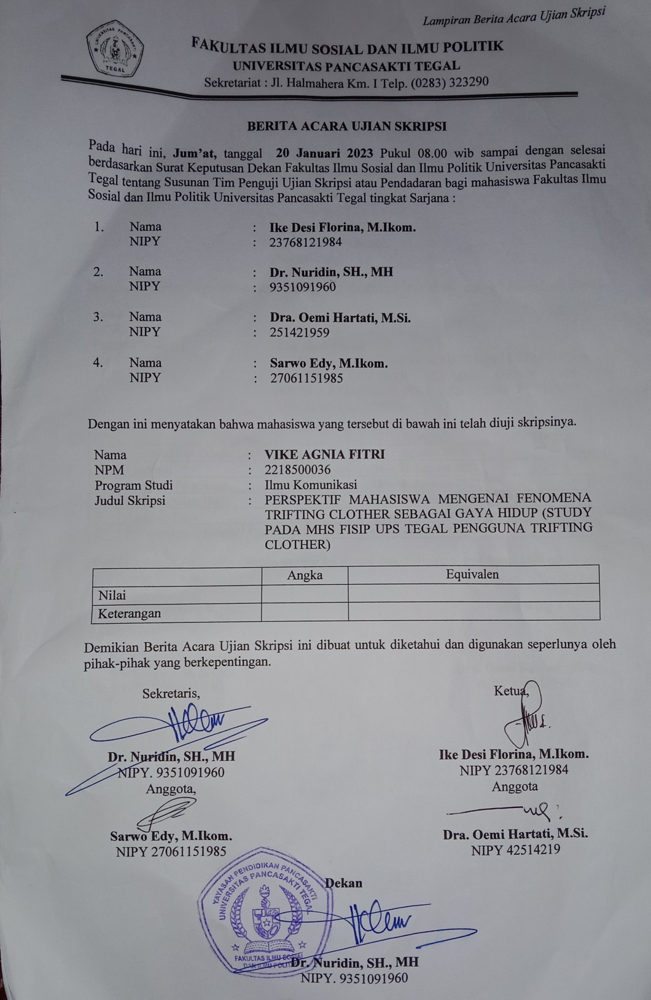 Lampiran Berita Acara Ujian Skripsi
UNIVERSITAS PANCASAKTI
TEGAL
FAKULTAS ILMU SOSIAL DAN ILMU POLITIK
UNIVERSITAS PANCASAKTI TEGAL
Sekretariat : Jl. Halmahera Km. I Telp. (0283) 323290
BERITA ACARA UJIAN SKRIPSI
Pada hari ini, Jum'at, tanggal 20 Januari 2023 Pukul 08.00 wib sampai dengan selesai
berdasarkan Surat Keputusan Dekan Fakultas Ilmu Sosial dan Ilmu Politik Universitas Pancasakti
Tegal tentang Susunan Tim Penguji Ujian Skripsi atau Pendadaran bagi mahasiswa Fakultas Ilmu
Sosial dan Ilmu Politik Universitas Pancasakti Tegal tingkat Sarjana :
1. Nama : Ike Desi Florina, M.Ikom.
NIPY : 23768121984
2. Nama : Dr. Nuridin, SH., MH
NIPY : 9351091960
3. Nama : Dra. Oemi Hartati, M.Si.
NIPY : 251421959
4. Nama : Sarwo Edy, M.Ikom.
NIPY : 27061151985
Dengan ini menyatakan bahwa mahasiswa yang tersebut di bawah ini telah diuji skripsinya.
Nama : VIKE AGNIA FITRI
NPM : 2218500036
Program Studi : Ilmu Komunikasi
Judul Skripsi : PERSPEKTIF MAHASISWA MENGENAI FENOMENA
TRIFTING CLOTHER SEBAGAI GAYA HIDUP (STUDY
PADA MHS FISIP UPS TEGAL PENGGUNA TRIFTING
CLOTHER)
Angka Equivalen
Nilai
Keterangan
Demikian Berita Acara Ujian Skripsi ini dibuat untuk diketahui dan digunakan seperlunya oleh
pihak-pihak yang berkepentingan.
Sekretaris, Ketua,
Dr. Nuridin, SH., MH Ike Desi Florina, M.Ikom.
NIPY. 9351091960 NIPY 23768121984
Anggota, Anggota
Sarwo Edy, M.Ikom. Dra. Oemi Hartati, M.Si.
NIPY 27061151985 NIPY 42514219
YAYASAN PENDIDIKAN PANCASAKTI
UNIVERSITAS PANCASAKTI TEGAL
FAKULTAS ILMU SOSIAL
DAN ILMU POLITIK
Dekan
Dr. Nuridin, SH., MH
NIPY. 9351091960